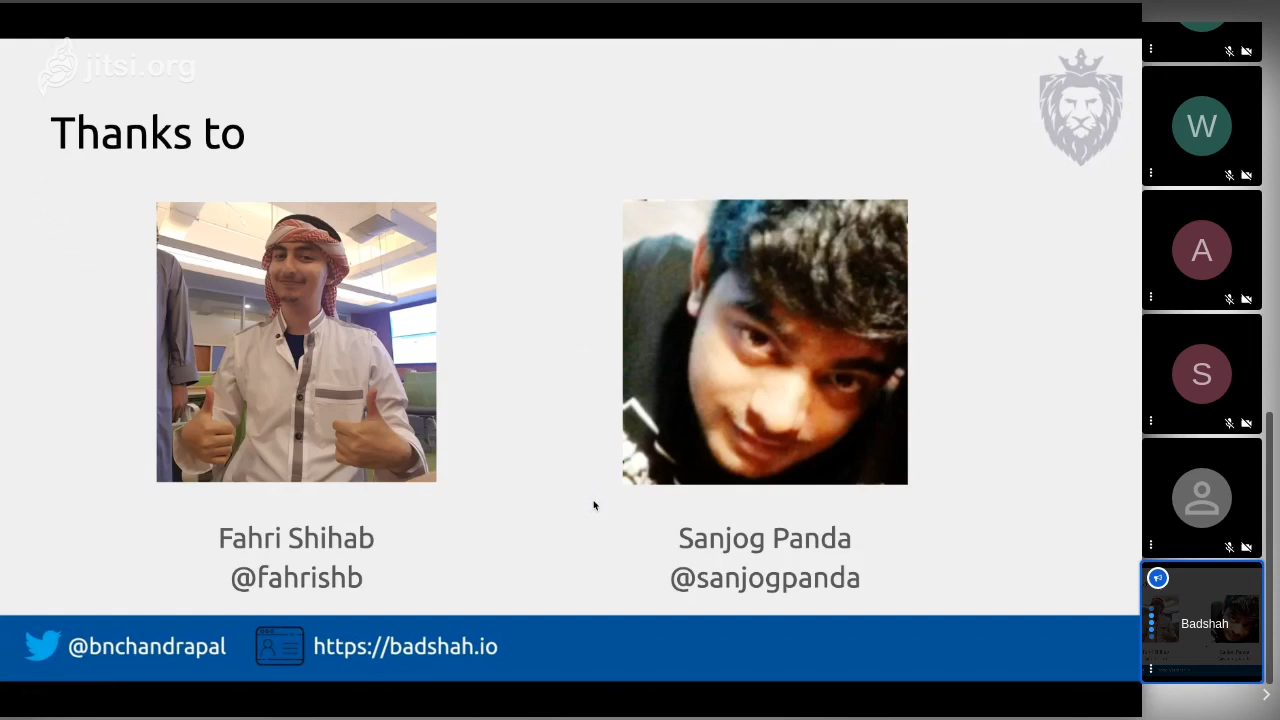 jitsi.org
Thanks to
Fahri Shihab
@fahrishb
Sanjog Panda
@sanjogpanda
@bnchandrapal
https://badshah.io
W
A
S
Badshah